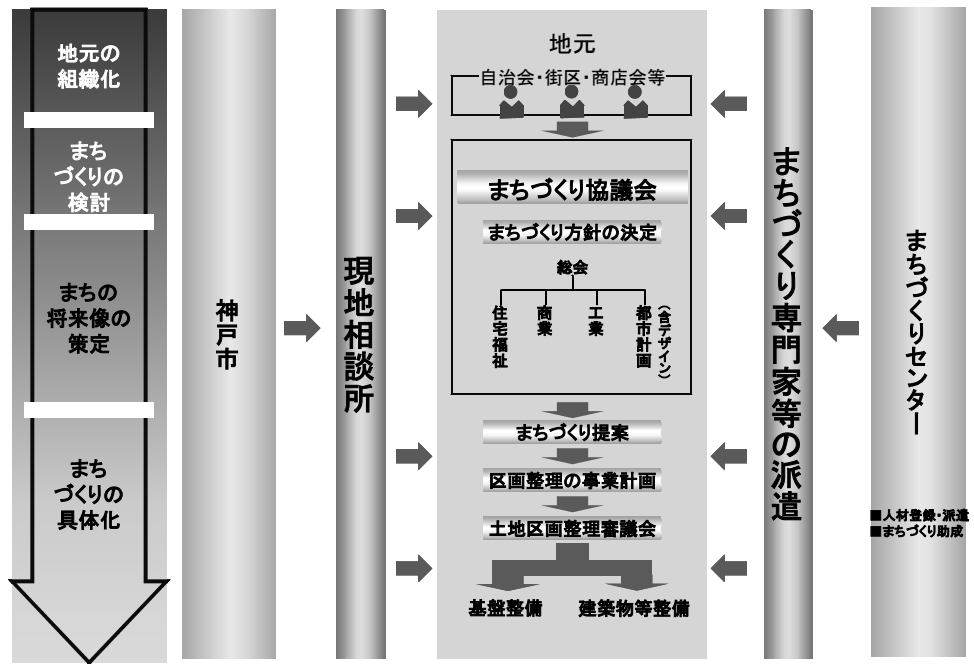 地元の
組織化
まち
づくりの
検討
まちの
将来像の
策定
まち
づくりの
具体化
神戸市
現地相談所
地元
自治会・街区・商店会等
まちづくり協議会
まちづくり方針の決定
総会
住宅福祉
商業
工業
都市計画
(含デザイン)
まちづくり提案
区画整理の事業計画
土地区画整理審議会
基盤整備
建築物等整備
まちづくり専門家等の派遣
まちづくりセンター
■人材登録・派遣
■まちづくり助成